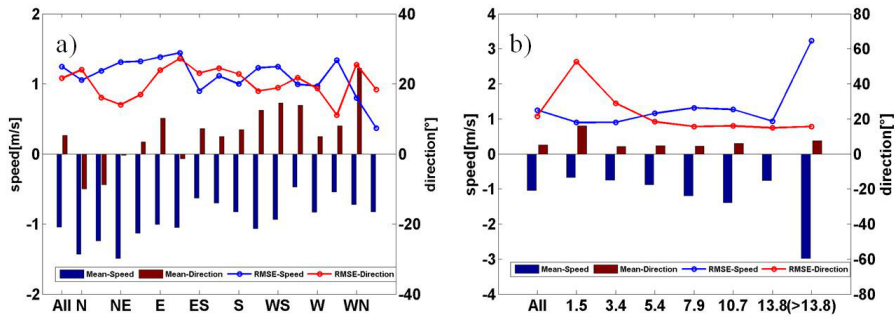 a)
speed[m/s]
2
1
0
-1
-2
direction[°]
40
20
0
-20
-40
Mean-Speed Mean-Direction RMSE-Speed RMSE-Direction
All N NE E ES S WS W WN
b)
speed[m/s]
4
3
2
1
0
-1
-2
-3
-4
direction[°]
80
60
40
20
0
-20
-40
-60
-80
Mean-Speed Mean-Direction RMSE-Speed RMSE-Direction
All 1.5 3.4 5.4 7.9 10.7 13.8(>13.8)